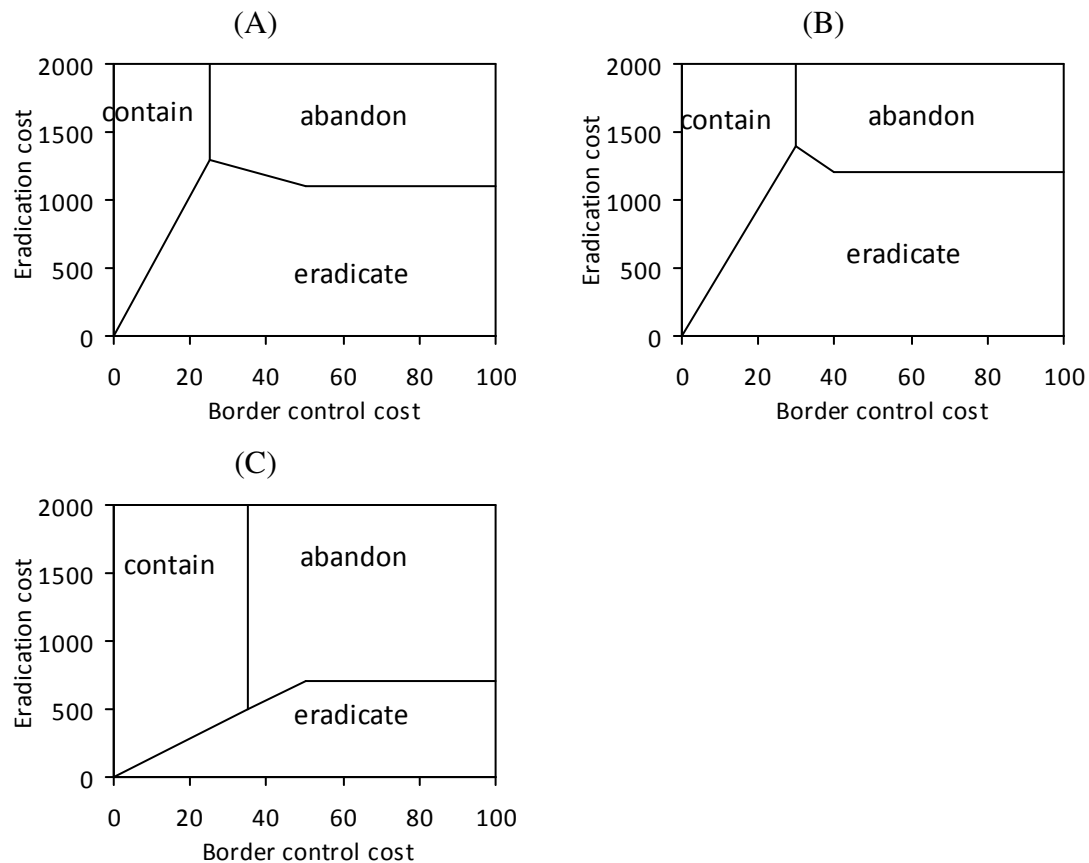 (A)
2000
1500
1000
500
0
Eradication cost
contain
abandon
eradicate
0 20 40 60 80 100
Border control cost
(B)
2000
1500
1000
500
0
Eradication cost
contain
abandon
eradicate
0 20 40 60 80 100
Border control cost
(C)
2000
1500
1000
500
0
Eradication cost
contain
abandon
eradicate
0 20 40 60 80 100
Border control cost